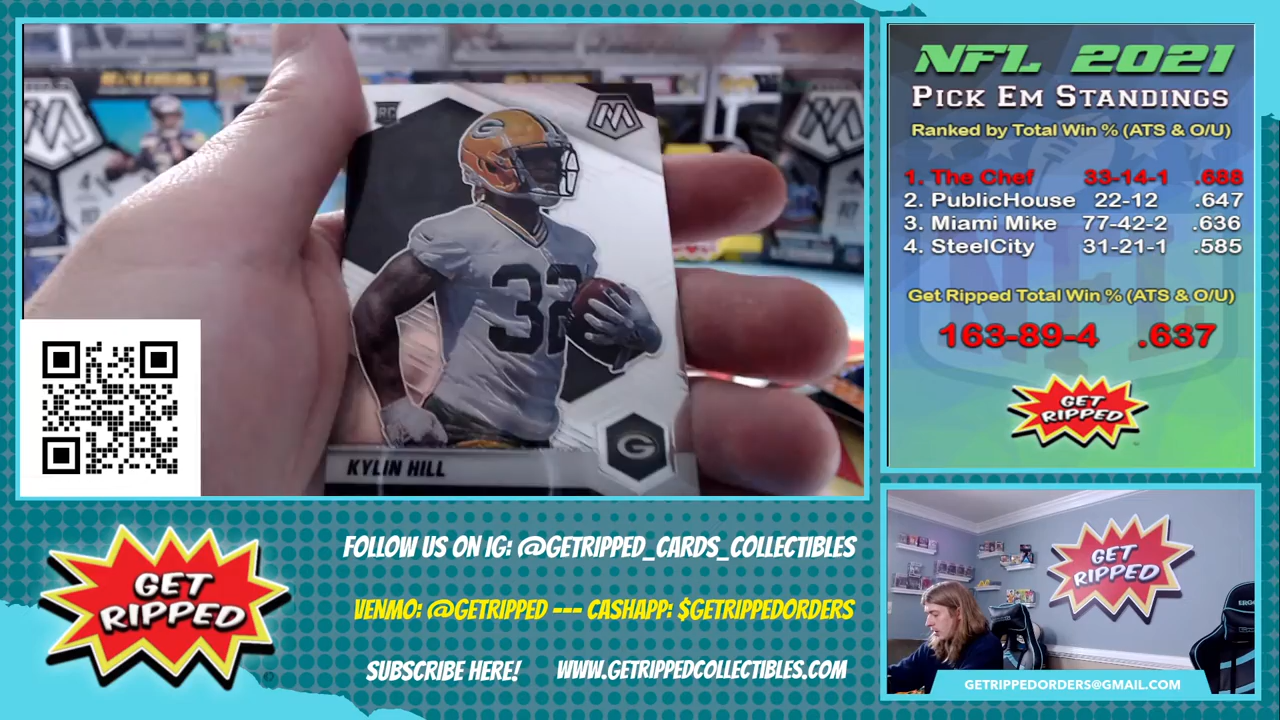 RC
32
KYLIN HILL
G
NFL 2021
PICK EM STANDINGS
Ranked by Total Win % (ATS & O/U)
1. The Chef 33-14-1 .688
2. PublicHouse 22-12 .647
3. Miami Mike 77-42-2 .636
4. SteelCity 31-21-1 .585
Get Ripped Total Win % (ATS & O/U)
163-89-4 .637
GET
RIPPED
GET
RIPPED
FOLLOW US ON IG: @GETRIPPED_CARDS_COLLECTIBLES
VENMO: @GETRIPPED --- CASHAPP: $GETRIPPEDORDERS
SUBSCRIBE HERE! WWW.GETRIPPEDCOLLECTIBLES.COM
GET
RIPPED
GETRIPPEDORDERS@GMAIL.COM